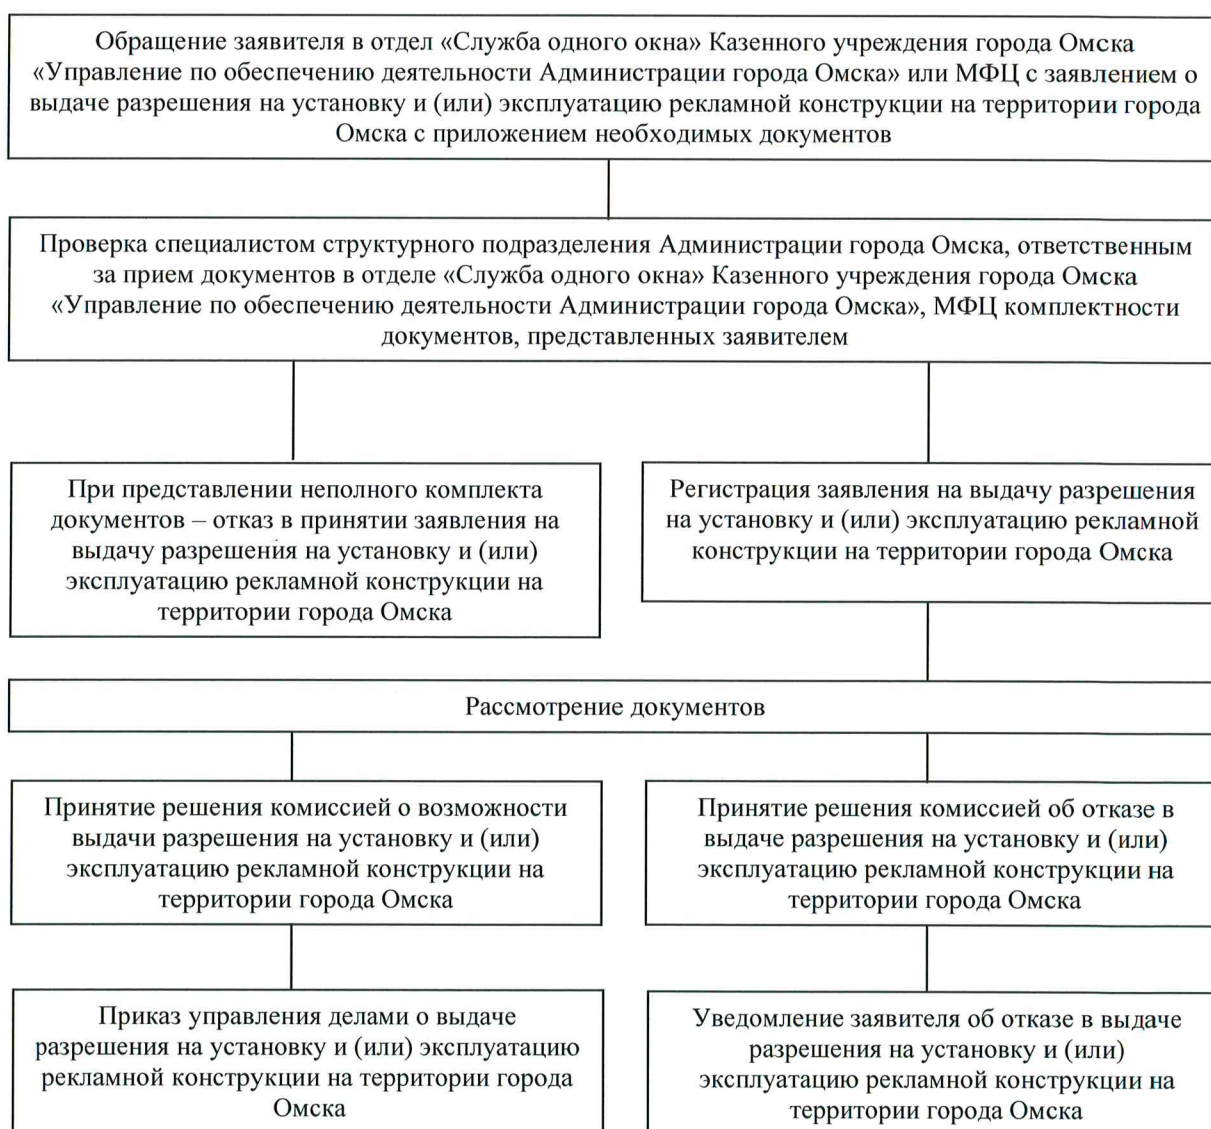 Обращение заявителя в отдел «Служба одного окна» Казенного учреждения города Омска
«Управление по обеспечению деятельности Администрации города Омска» или МФЦ с заявлением о
выдаче разрешения на установку и (или) эксплуатацию рекламной конструкции на территории города
Омска с приложением необходимых документов
Проверка специалистом структурного подразделения Администрации города Омска, ответственным
за прием документов в отделе «Служба одного окна» Казенного учреждения города Омска
«Управление по обеспечению деятельности Администрации города Омска», МФЦ комплектности
документов, представленных заявителем
При представлении неполного комплекта
документов – отказ в принятии заявления на
выдачу разрешения на установку и (или)
эксплуатацию рекламной конструкции на
территории города Омска
Регистрация заявления на выдачу разрешения
на установку и (или) эксплуатацию рекламной
конструкции на территории города Омска
Рассмотрение документов
Принятие решения комиссией о возможности
выдачи разрешения на установку и (или)
эксплуатацию рекламной конструкции на
территории города Омска
Принятие решения комиссией об отказе в
выдаче разрешения на установку и (или)
эксплуатацию рекламной конструкции на
территории города Омска
Приказ управления делами о выдаче
разрешения на установку и (или) эксплуатацию
рекламной конструкции на территории города
Омска
Уведомление заявителя об отказе в выдаче
разрешения на установку и (или)
эксплуатацию рекламной конструкции на
территории города Омска